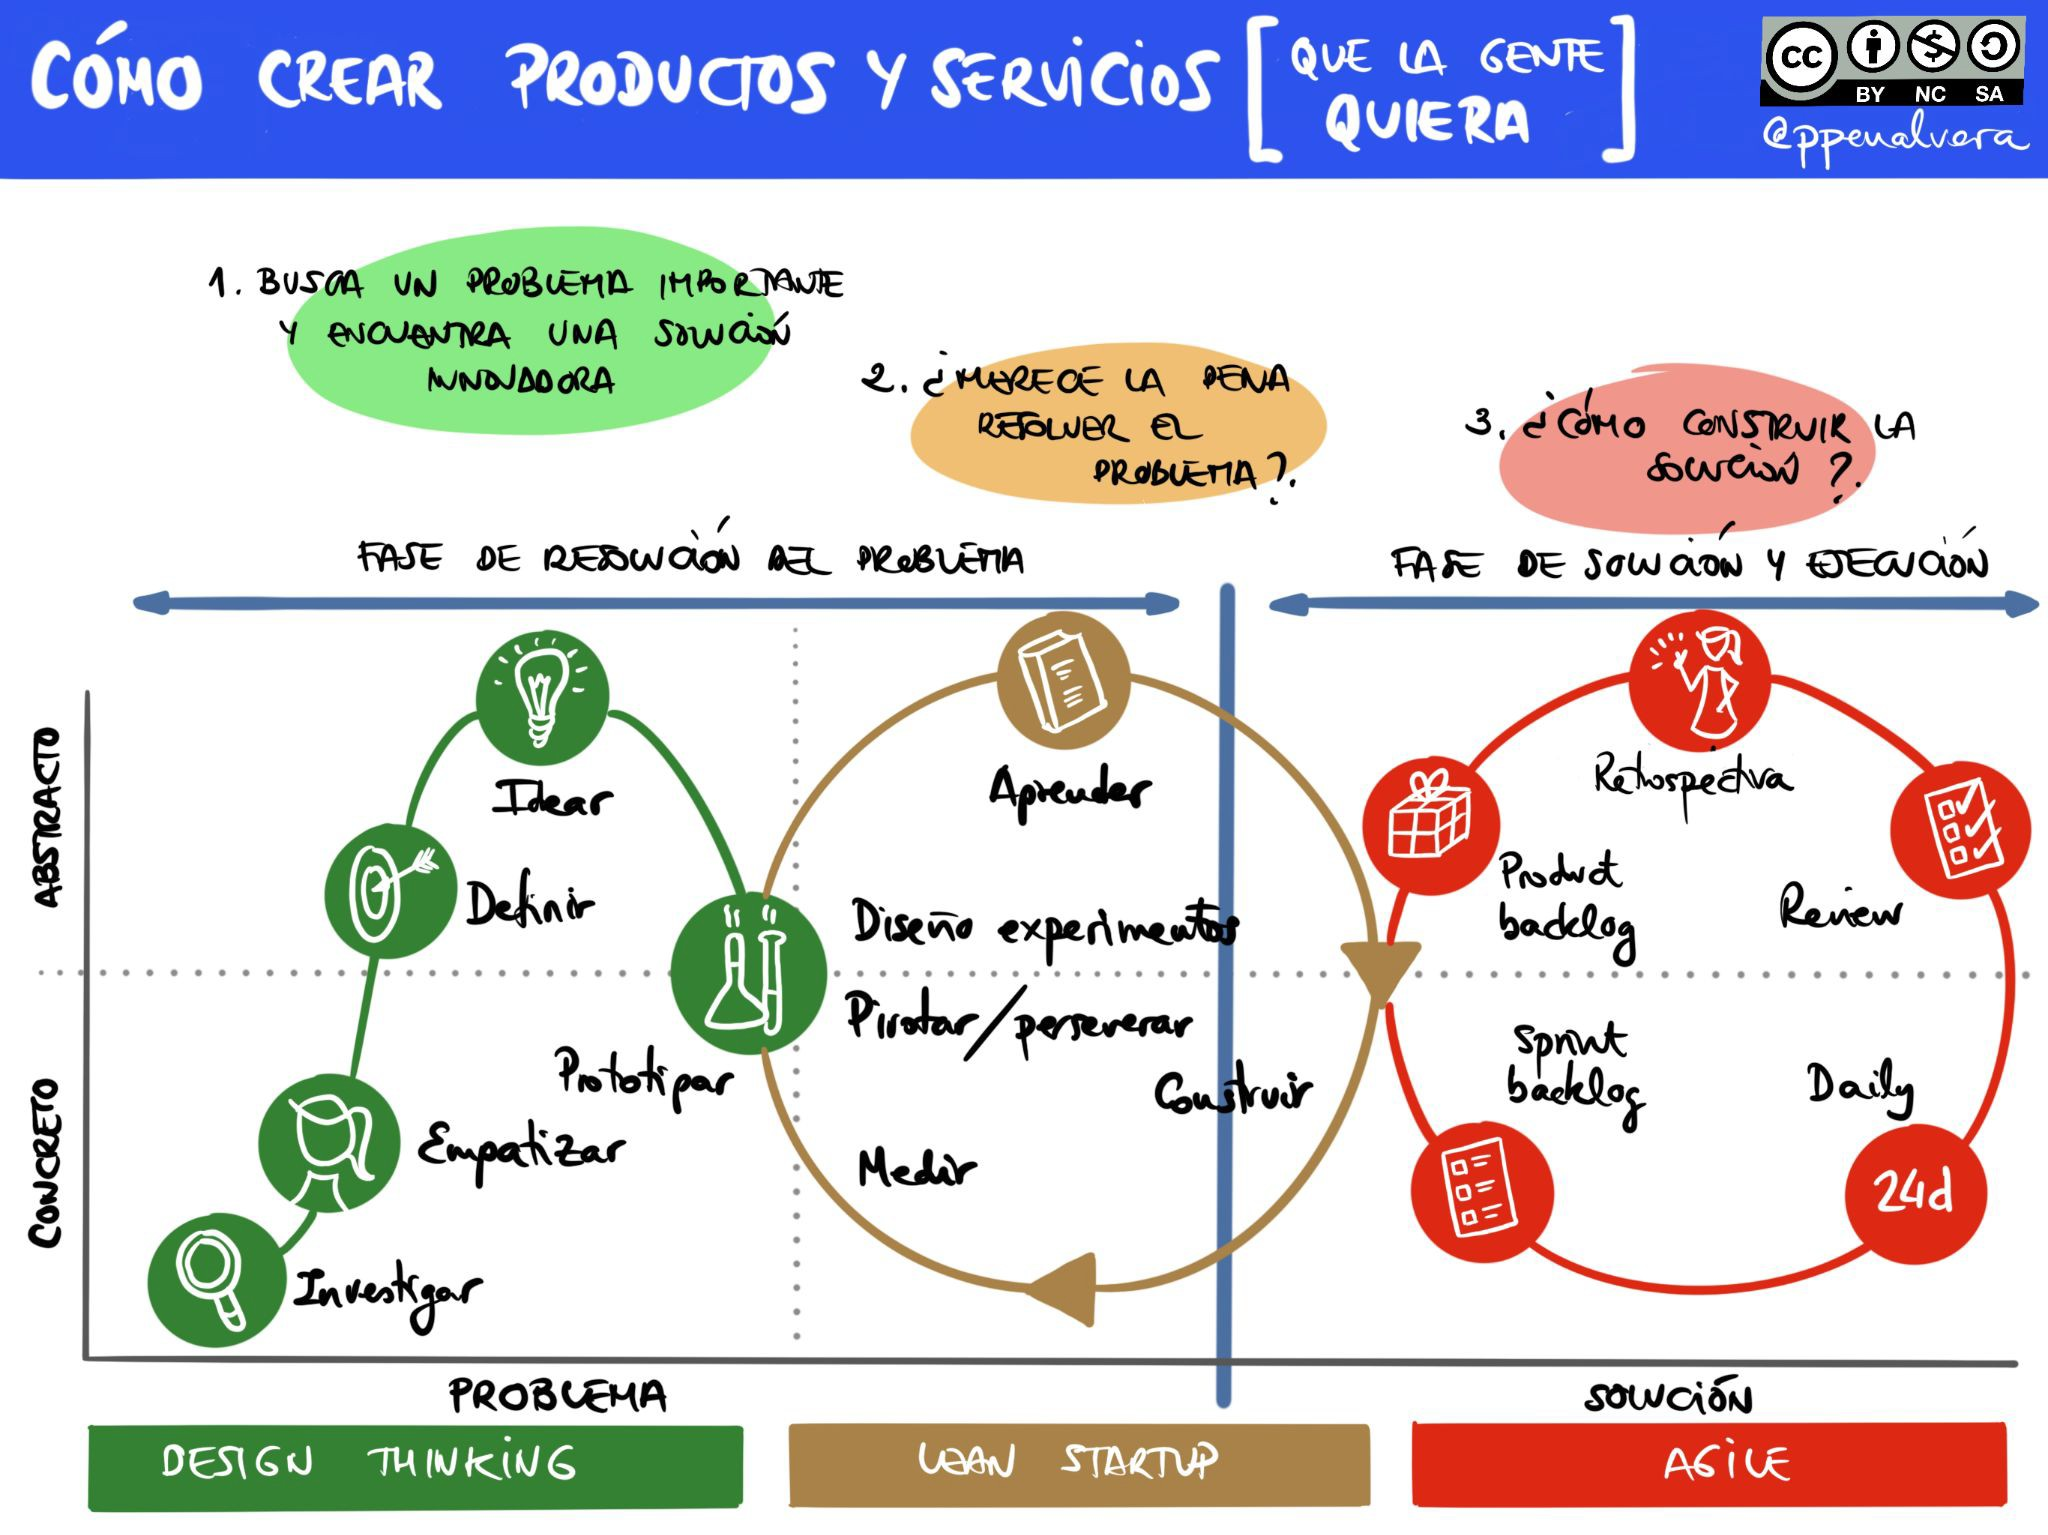 CÓMO CREAR PRODUCTOS Y SERVICIOS [QUE LA GENTE
QUIERA]
CC BY NC SA
@ppenalvera
1. BUSCA UN PROBLEMA IMPORTANTE
Y ENCUENTRA UNA SOLUCIÓN
INNOVADORA
2. ¿MERECE LA PENA
RESOLVER EL
PROBLEMA?.
3. ¿CÓMO CONSTRUIR LA
SOLUCIÓN?.
FASE DE RESOLUCIÓN DEL PROBLEMA
FASE DE SOLUCIÓN Y EJECUCIÓN
ABSTRACTO
CONCRETO
Idear
Definir
Prototipar
Empatizar
Investigar
Aprender
Diseño experimentos
Pivotar/perseverar
Construir
Medir
Retrospectiva
Product
backlog
Review
Sprint
backlog
Daily
24d
PROBLEMA
SOLUCIÓN
DESIGN THINKING
LEAN STARTUP
AGILE